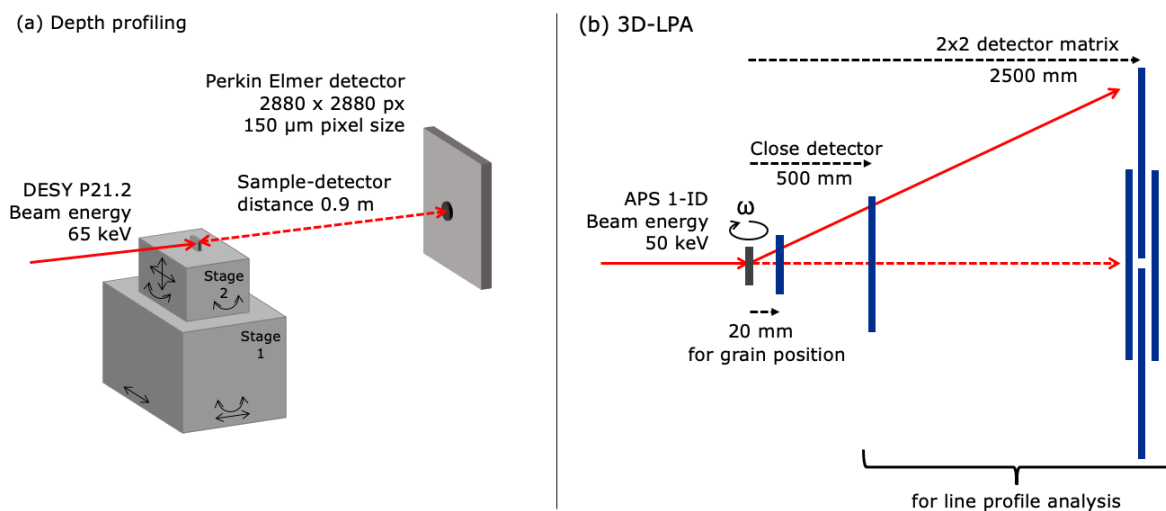 (a) Depth profiling
Perkin Elmer detector
2880 x 2880 px
150 µm pixel size
DESY P21.2
Beam energy
65 keV
Sample-detector
distance 0.9 m
Stage
2
Stage
1
(b) 3D-LPA
2x2 detector matrix
2500 mm
Close detector
500 mm
APS 1-ID
Beam energy
50 keV
ω
20 mm
for grain position
for line profile analysis